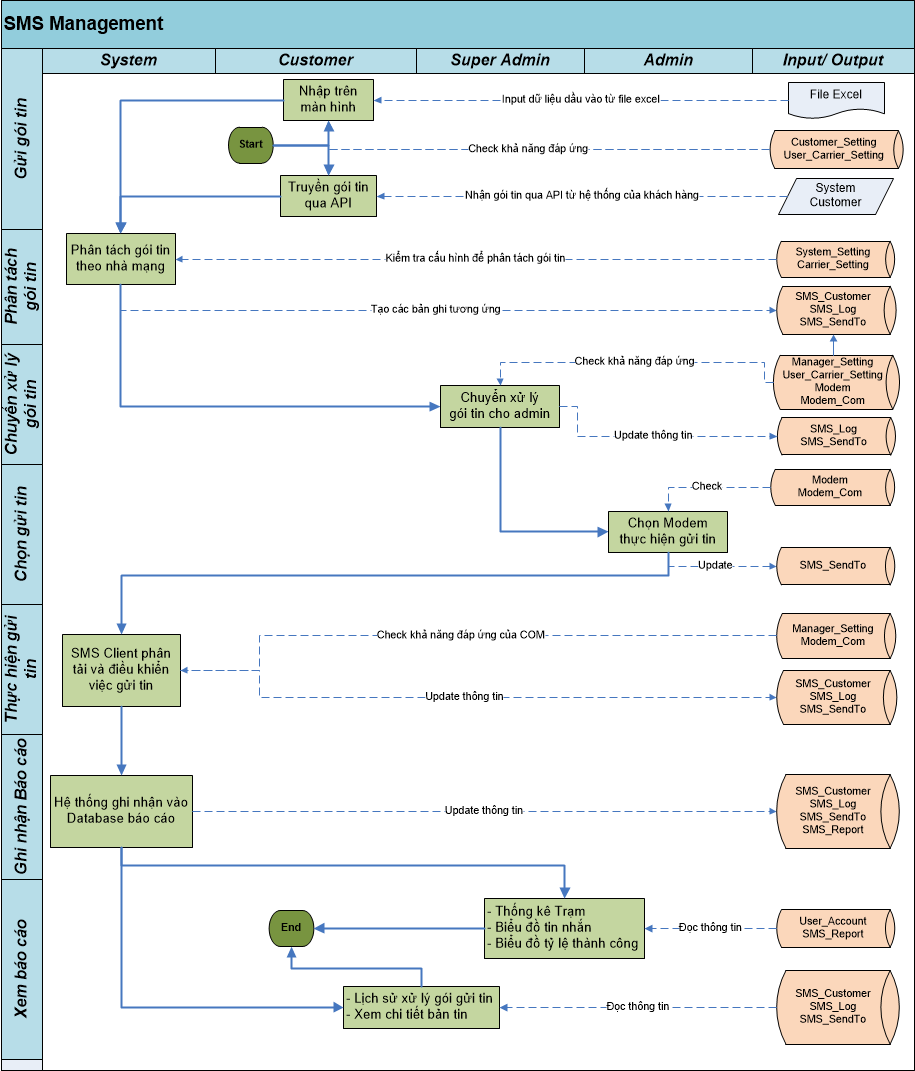 SMS Management
System
Customer
Super Admin
Admin
Input/ Output
Gửi gói tin
Nhập trên
màn hình
Input dữ liệu dầu vào từ file excel
File Excel
Start
Check khả năng đáp ứng
Customer_Setting
User_Carrier_Setting
Truyền gói tin
qua API
Nhận gói tin qua API từ hệ thống của khách hàng
System
Customer
Phân tách
gói tin
Phân tách gói tin
theo nhà mạng
Kiểm tra cấu hình để phân tách gói tin
System_Setting
Carrier_Setting
Tạo các bản ghi tương ứng
SMS_Customer
SMS_Log
SMS_SendTo
Chuyển xử lý
gói tin
Check khả năng đáp ứng
Manager_Setting
User_Carrier_Setting
Modem
Modem_Com
Chuyển xử lý
gói tin cho admin
Update thông tin
SMS_Log
SMS_SendTo
Chọn gửi tin
Check
Modem
Modem_Com
Chọn Modem
thực hiện gửi tin
Update
SMS_SendTo
Thực hiện gửi
tin
SMS Client phân
tải và điều khiển
việc gửi tin
Check khả năng đáp ứng của COM
Manager_Setting
Modem_Com
Update thông tin
SMS_Customer
SMS_Log
SMS_SendTo
Ghi nhận Báo cáo
Hệ thống ghi nhận vào
Database báo cáo
Update thông tin
SMS_Customer
SMS_Log
SMS_SendTo
SMS_Report
Xem báo cáo
- Thống kê Trạm
- Biểu đồ tin nhắn
- Biểu đồ tỷ lệ thành công
Đọc thông tin
User_Account
SMS_Report
End
- Lịch sử xử lý gói gửi tin
- Xem chi tiết bản tin
Đọc thông tin
SMS_Customer
SMS_Log
SMS_SendTo